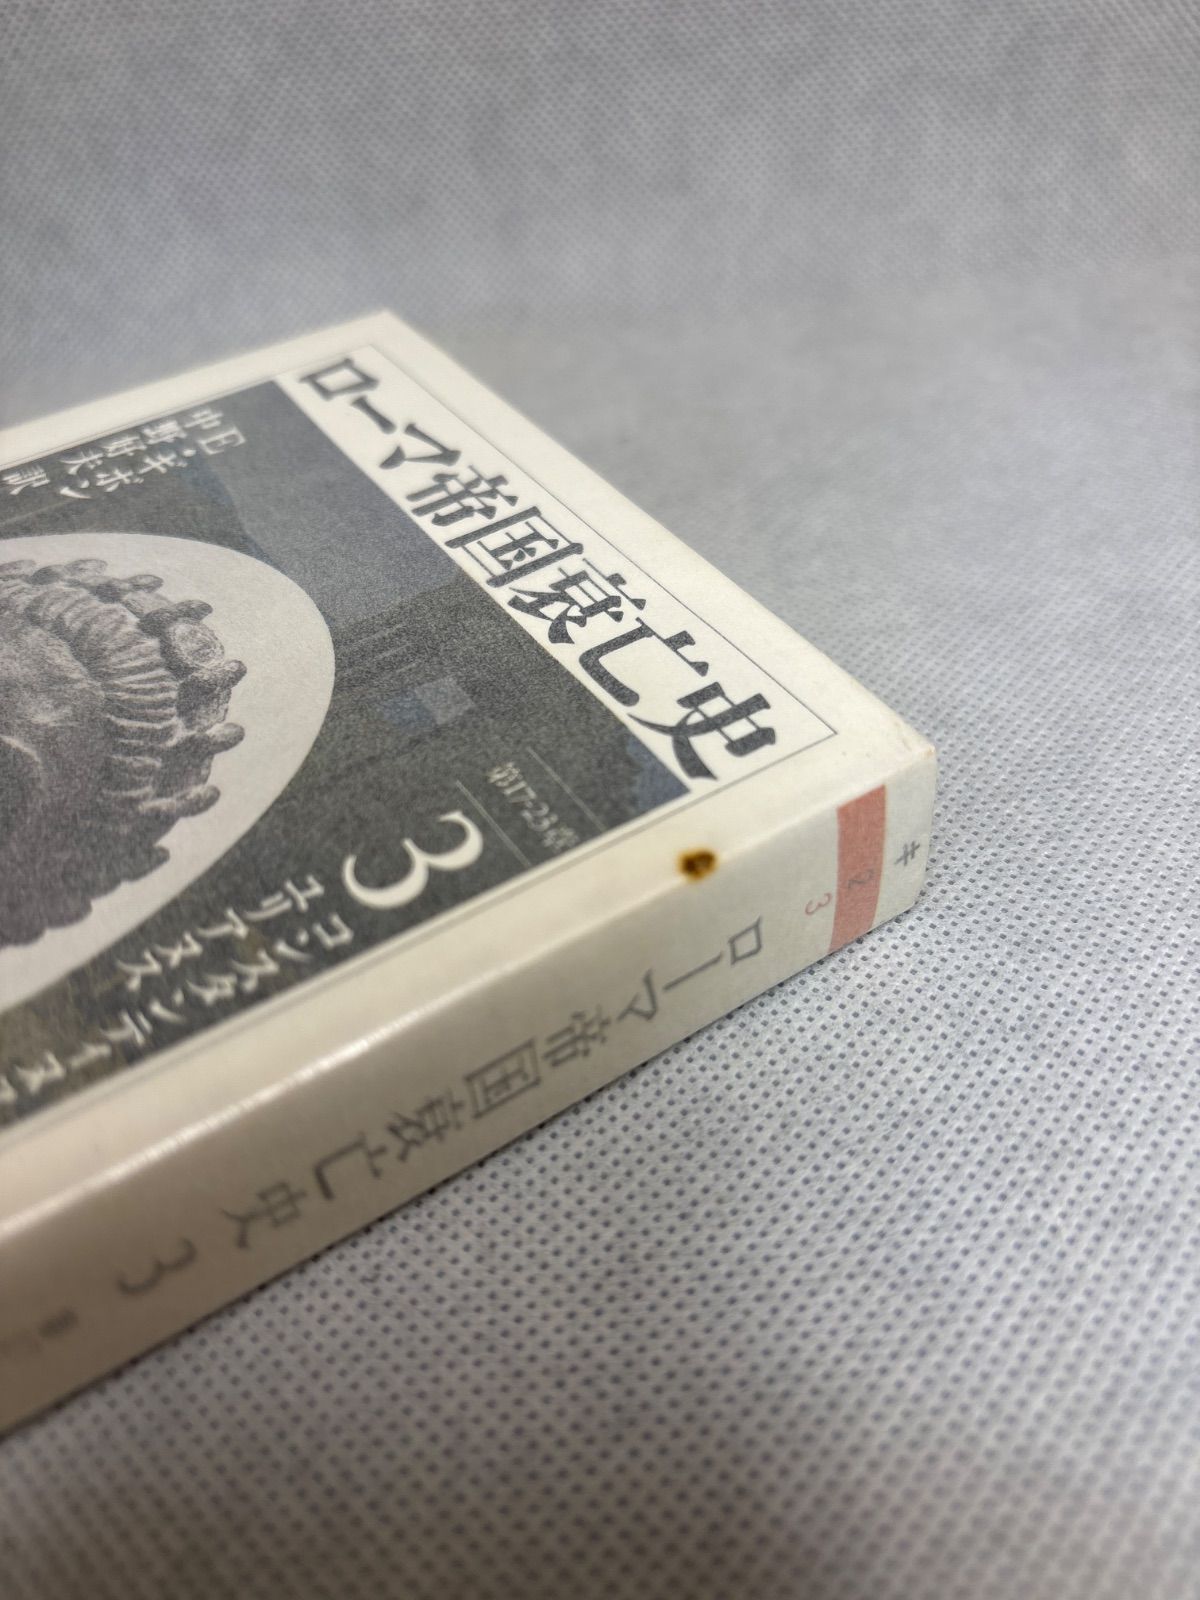 ローマ帝国衰亡史
E・ギボン
中野好夫 訳
3
第17-23章
コンスタンティヌス
ユリアヌス
キ
2
3
ローマ帝国衰亡史 3